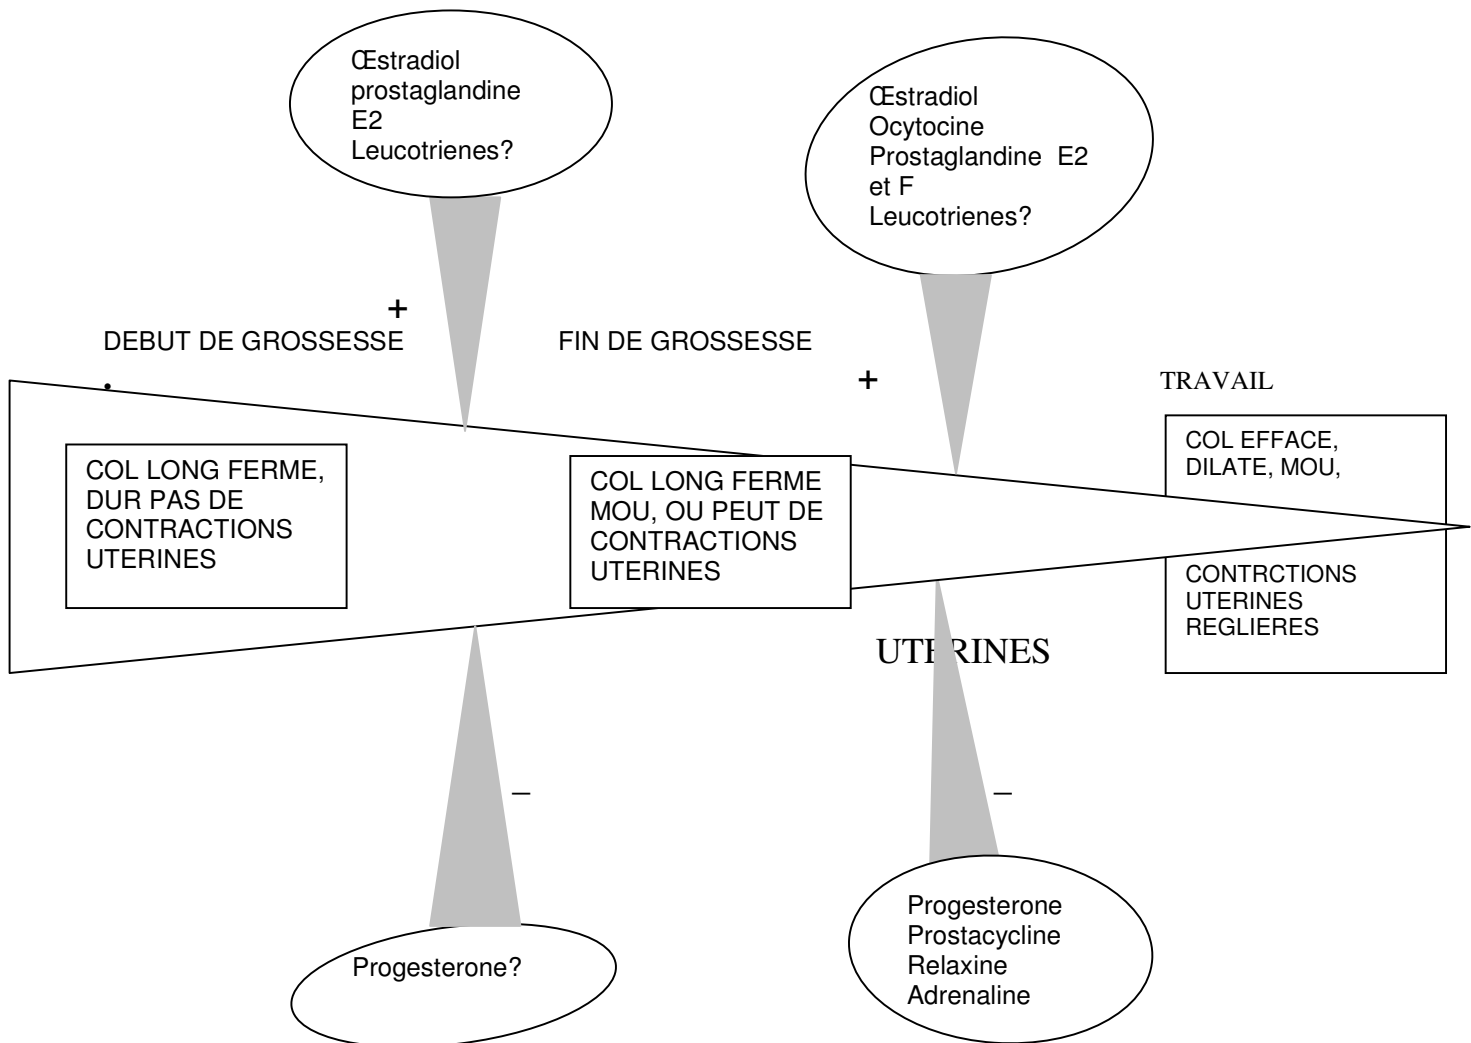 Œstradiol
prostaglandine
E2
Leucotrienes?
Œstradiol
Ocytocine
Prostaglandine E2
et F
Leucotrienes?
+
DEBUT DE GROSSESSE
FIN DE GROSSESSE
+
TRAVAIL
.
COL LONG FERME,
DUR PAS DE
CONTRACTIONS
UTERINES
COL LONG FERME
MOU, OU PEUT DE
CONTRACTIONS
UTERINES
COL EFFACE,
DILATE, MOU,
CONTRCTIONS
UTERINES
REGLIERES
UTERINES
_
_
Progesterone?
Progesterone
Prostacycline
Relaxine
Adrenaline